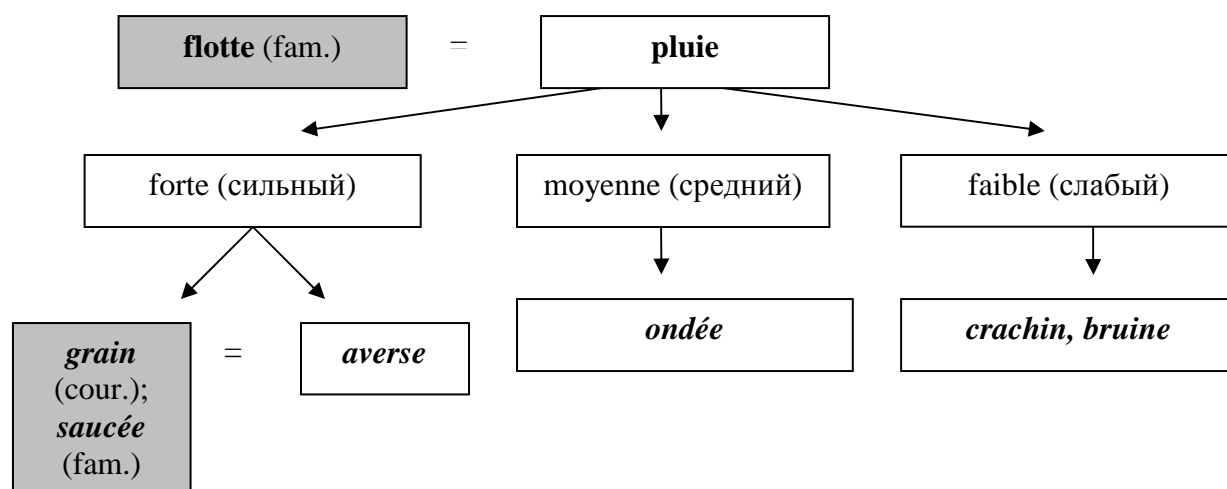 flotte (fam.) = pluie
forte (сильный) moyenne (средний) faible (слабый)
grain
(cour.);
saucée
(fam.)
= averse
ondée
crachin, bruine